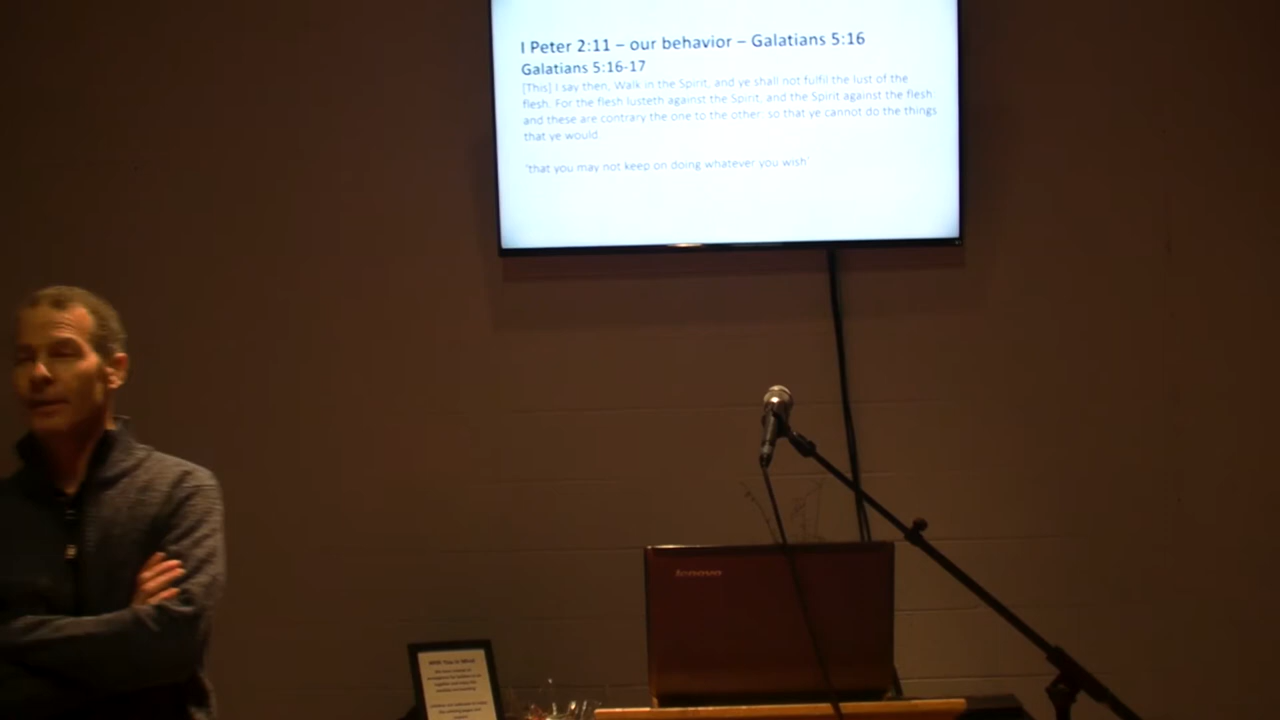 I Peter 2:11 – our behavior – Galatians 5:16
Galatians 5:16-17
[This] I say then, Walk in the Spirit, and ye shall not fulfil the lust of the
flesh. For the flesh lusteth against the Spirit, and the Spirit against the flesh:
and these are contrary the one to the other: so that ye cannot do the things
that ye would.
'that you may not keep on doing whatever you wish'
lenovo